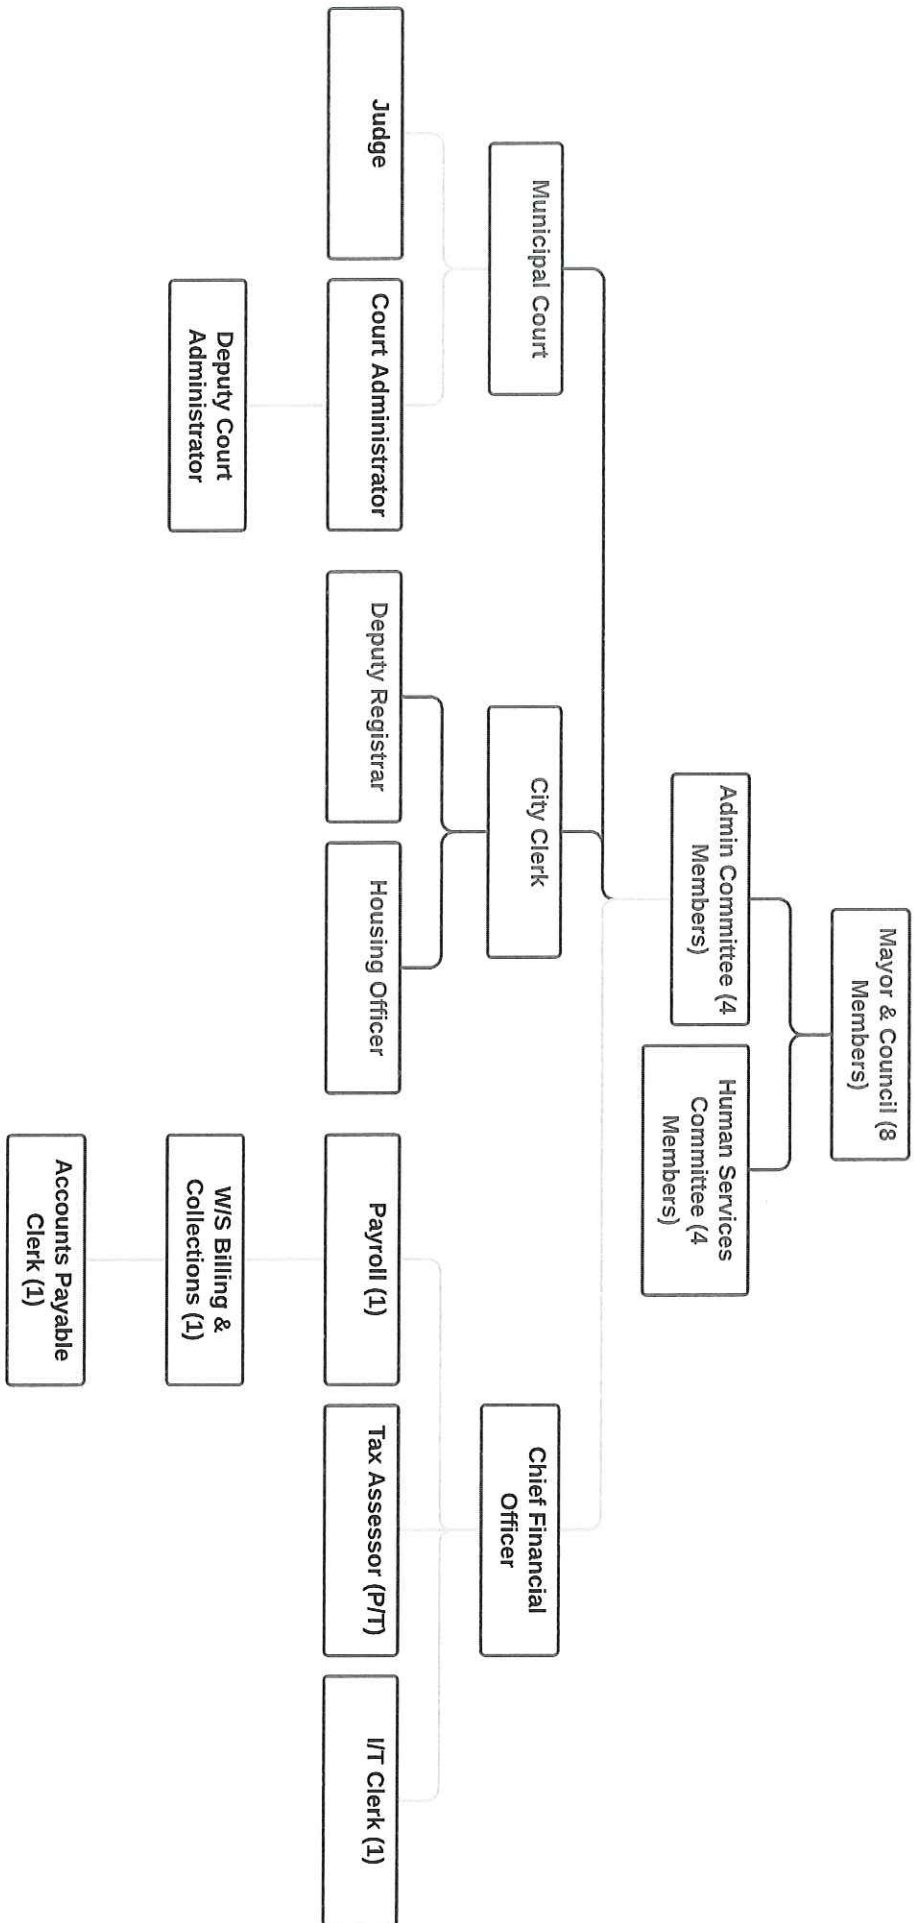 Mayor & Council (8
Members)
Admin Committee (4
Members)
Human Services
Committee (4
Members)
Municipal Court
City Clerk
Chief Financial
Officer
Judge
Court Administrator
Deputy Registrar
Housing Officer
Payroll (1)
Tax Assessor (P/T)
I/T Clerk (1)
Deputy Court
Administrator
W/S Billing &
Collections (1)
Accounts Payable
Clerk (1)